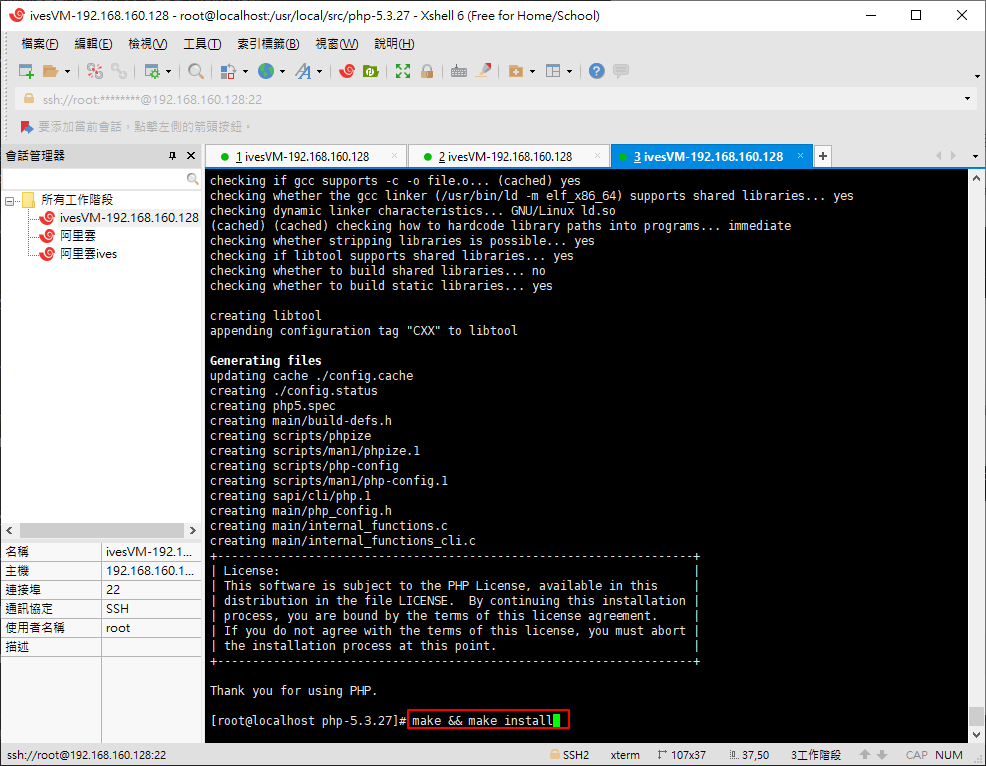 ivesVM-192.168.160.128 - root@localhost:/usr/local/src/php-5.3.27 - Xshell 6 (Free for Home/School)
檔案(F) 編輯(E) 檢視(V) 工具(T) 索引標籤(B) 視窗(W) 說明(H)
ssh://root:********@192.168.160.128:22
要添加當前會話，點擊左側的箭頭按鈕。
會話管理器
1 ivesVM-192.168.160.128 2 ivesVM-192.168.160.128 3 ivesVM-192.168.160.128
所有工作階段
ivesVM-192.168.160.128
阿里雲
阿里雲ives
名稱 ivesVM-192.1...
主機 192.168.160.1...
連接埠 22
通訊協定 SSH
使用者名稱 root
描述
checking if gcc supports -c -o file.o... (cached) yes
checking whether the gcc linker (/usr/bin/ld -m elf_x86_64) supports shared libraries... yes
checking dynamic linker characteristics... GNU/Linux ld.so
(cached) (cached) checking how to hardcode library paths into programs... immediate
checking whether stripping libraries is possible... yes
checking if libtool supports shared libraries... yes
checking whether to build shared libraries... no
checking whether to build static libraries... yes
creating libtool
appending configuration tag "CXX" to libtool
Generating files
updating cache ./config.cache
creating ./config.status
creating php5.spec
creating main/build-defs.h
creating scripts/phpize
creating scripts/man1/phpize.1
creating scripts/php-config
creating scripts/man1/php-config.1
creating sapi/cli/php.1
creating main/php_config.h
creating main/internal_functions.c
creating main/internal_functions_cli.c
+--------------------------------------------------------------------+
| License: |
| This software is subject to the PHP License, available in this |
| distribution in the file LICENSE. By continuing this installation |
| process, you are bound by the terms of this license agreement. |
| If you do not agree with the terms of this license, you must abort |
| the installation process at this point. |
+--------------------------------------------------------------------+
Thank you for using PHP.
[root@localhost php-5.3.27]# make && make install
ssh://root@192.168.160.128:22 SSH2 xterm 107x37 37,50 3工作階段 CAP NUM